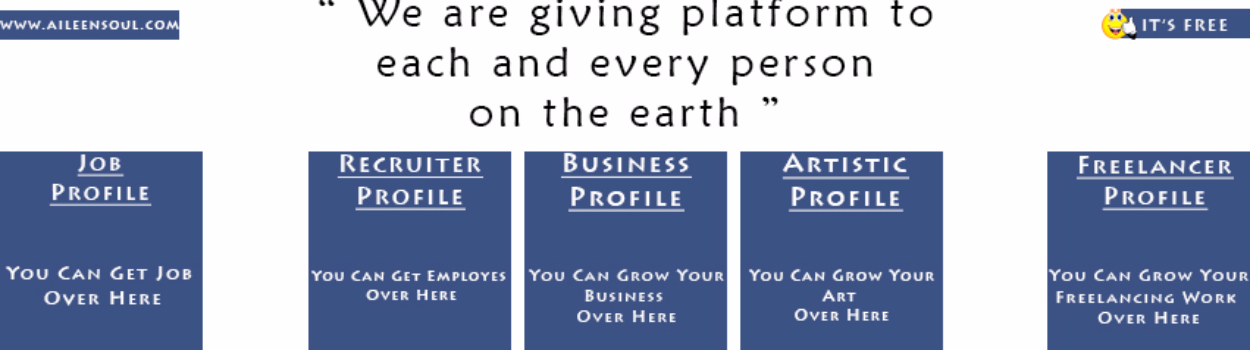 WWW.AILEENSOUL.COM
“ We are giving platform to
each and every person
on the earth ”
IT'S FREE
JOB
PROFILE
YOU CAN GET JOB
OVER HERE
RECRUITER
PROFILE
YOU CAN GET EMPLOYES
OVER HERE
BUSINESS
PROFILE
YOU CAN GROW YOUR
BUSINESS
OVER HERE
ARTISTIC
PROFILE
YOU CAN GROW YOUR
ART
OVER HERE
FREELANCER
PROFILE
YOU CAN GROW YOUR
FREELANCING WORK
OVER HERE